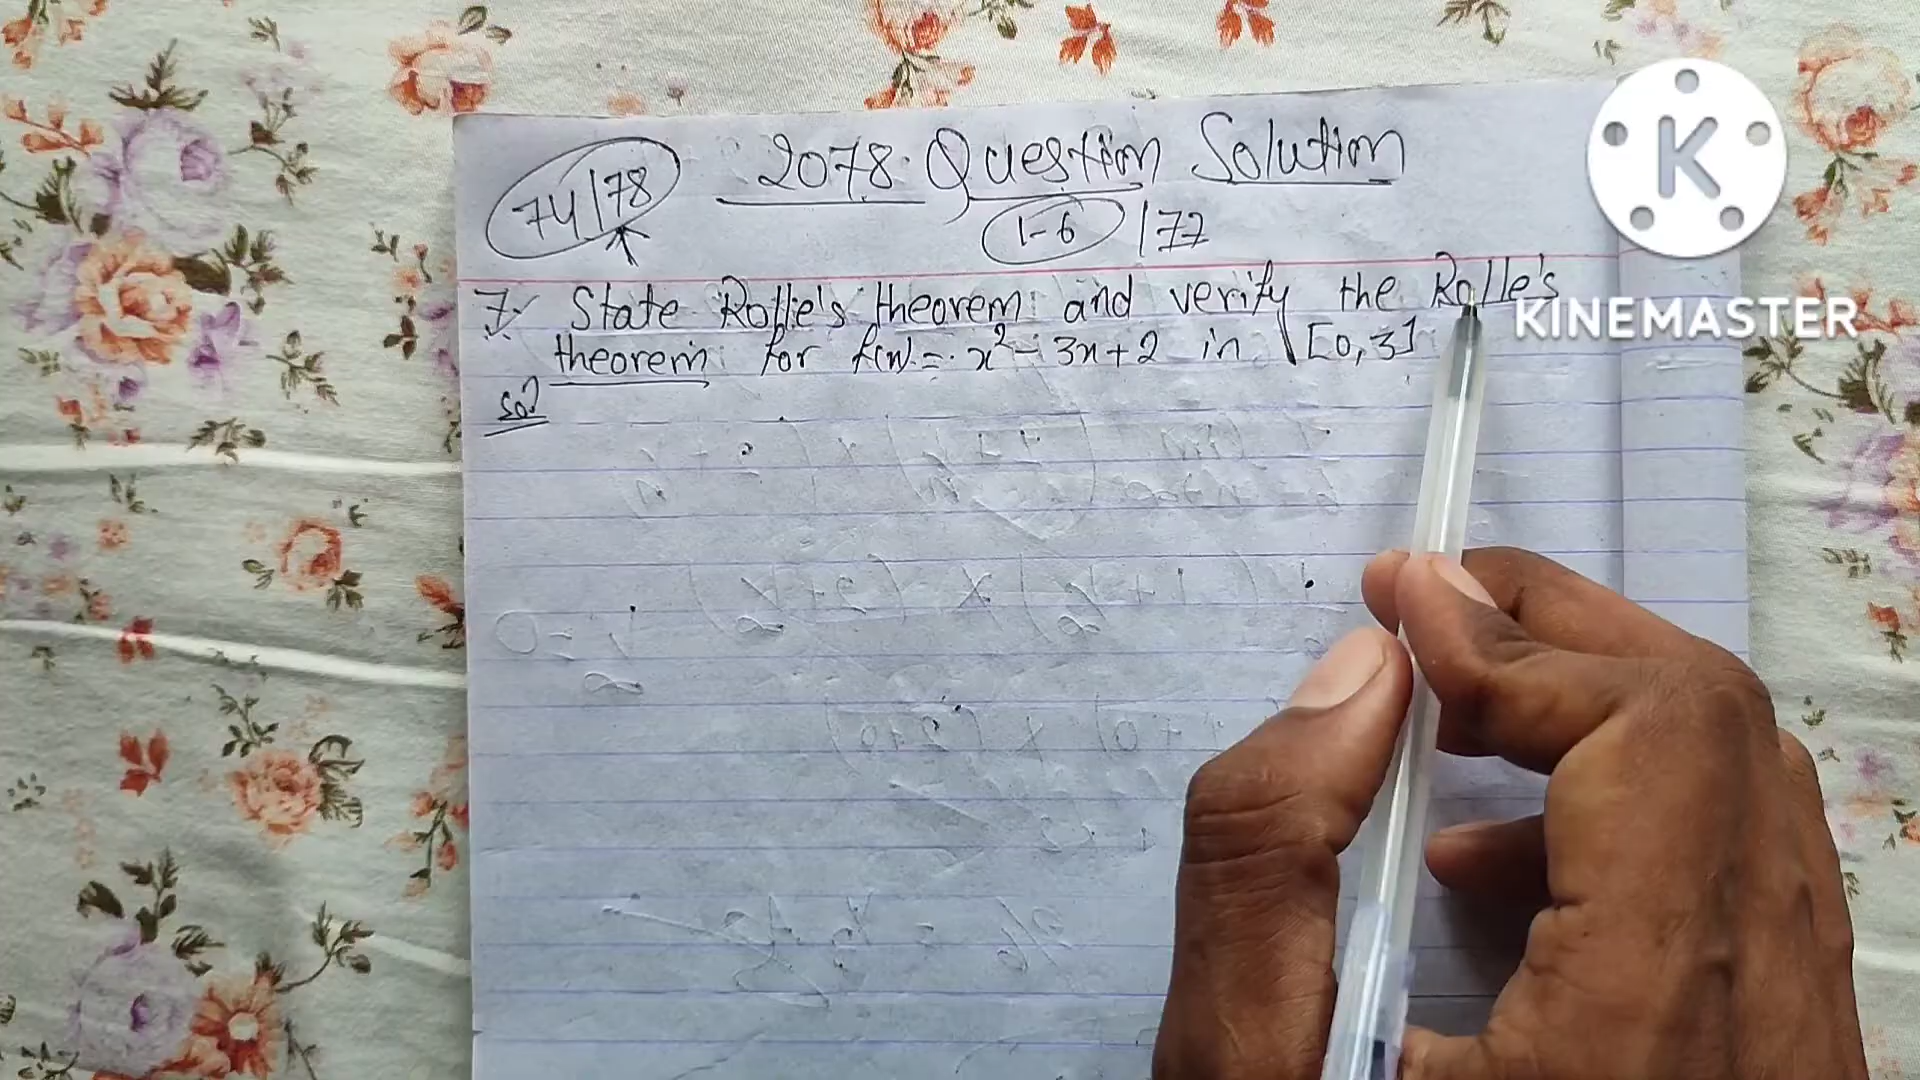 74/78 2078 Question Solution
1-6 /77
K
KINEMASTER
7. State Rolle's theorem and verify the Rolle's
theorem for f(x) = x² - 3x + 2 in [0, 3]
Sol?